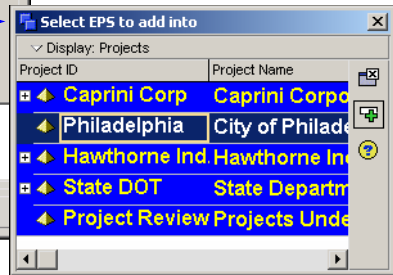 Select EPS to add into
Display: Projects
Project ID Project Name
Caprini Corp Caprini Corpo
Philadelphia City of Philade
Hawthorne Ind. Hawthorne In
State DOT State Departm
Project Review Projects Unde